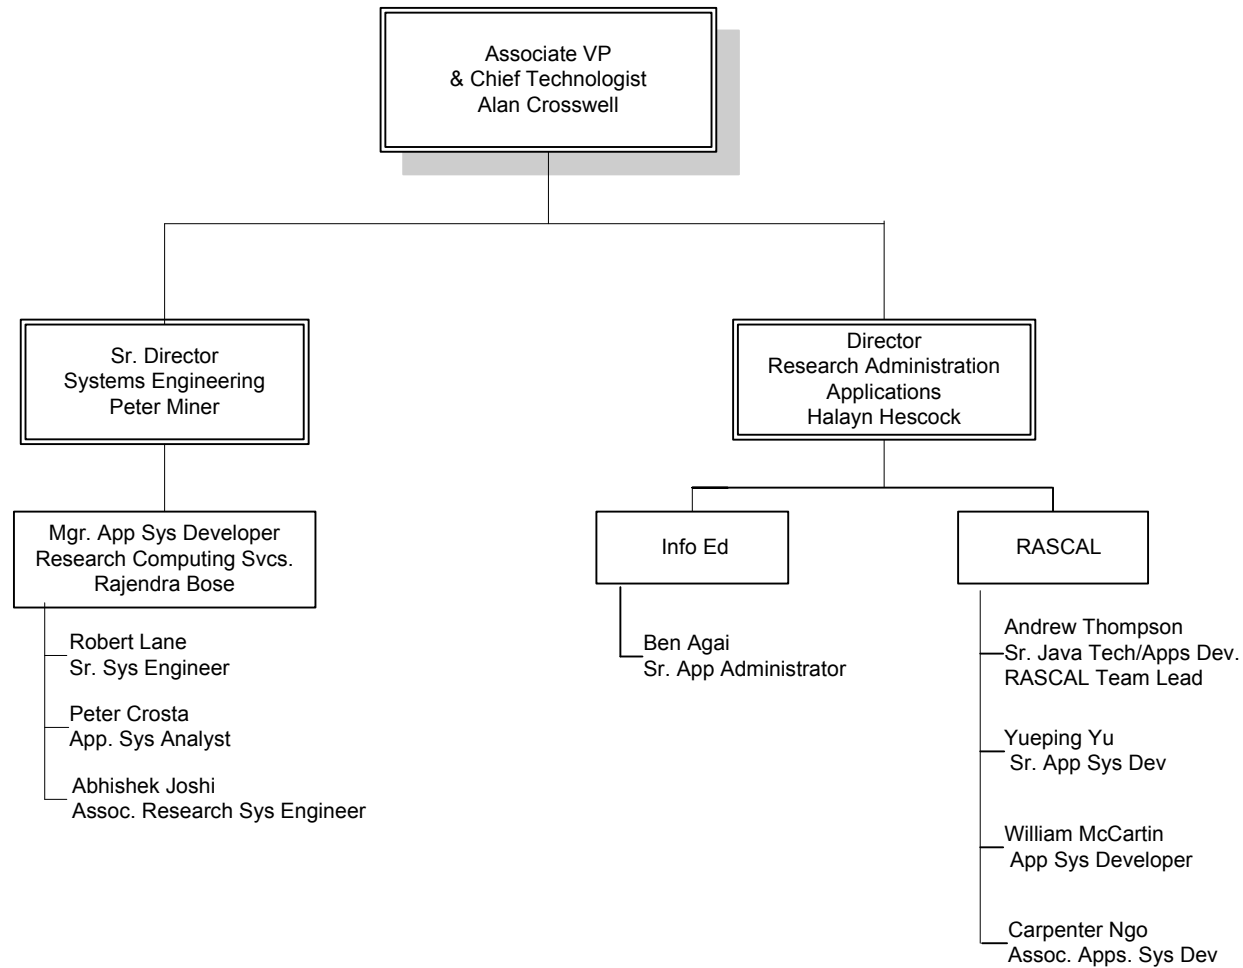 Associate VP
& Chief Technologist
Alan Crosswell
Sr. Director
Systems Engineering
Peter Miner
Director
Research Administration
Applications
Halayn Hescock
Mgr. App Sys Developer
Research Computing Svcs.
Rajendra Bose
Robert Lane
Sr. Sys Engineer
Peter Crosta
App. Sys Analyst
Abhishek Joshi
Assoc. Research Sys Engineer
Info Ed
Ben Agai
Sr. App Administrator
RASCAL
Andrew Thompson
Sr. Java Tech/Apps Dev.
RASCAL Team Lead
Yueping Yu
Sr. App Sys Dev
William McCartin
App Sys Developer
Carpenter Ngo
Assoc. Apps. Sys Dev